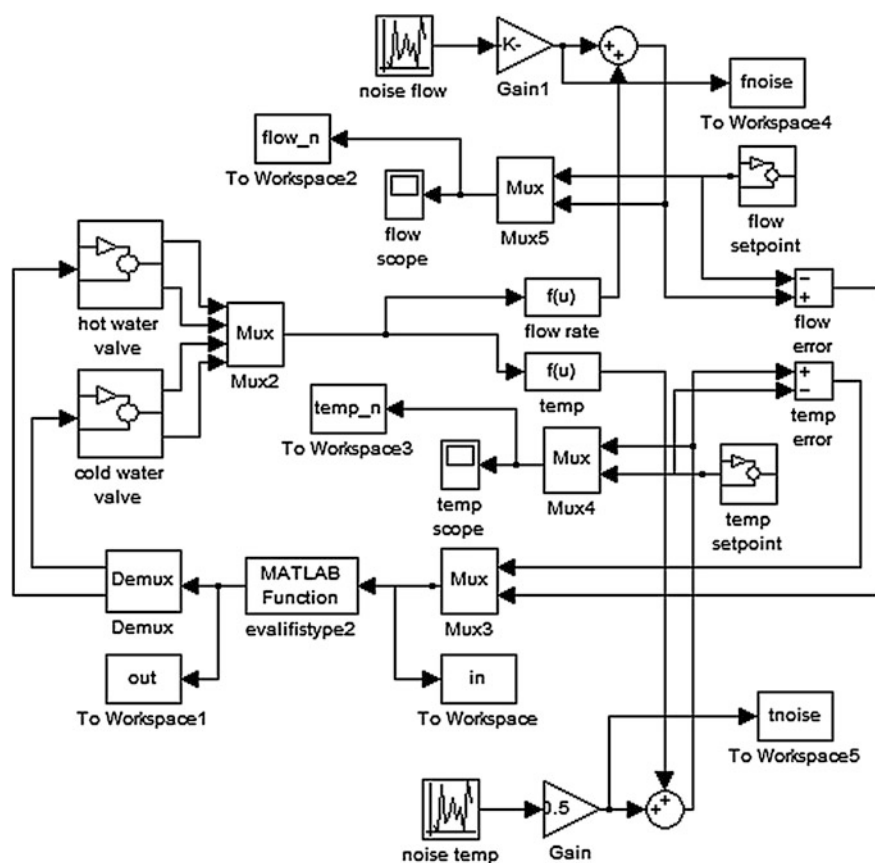 noise flow
-K-
Gain1
+
+
fnoise
To Workspace4
flow_n
To Workspace2
flow
scope
Mux
Mux5
flow
setpoint
hot water
valve
Mux
Mux2
f(u)
flow rate
−
+
flow
error
f(u)
temp
+
−
temp
error
cold water
valve
temp_n
To Workspace3
temp
scope
Mux
Mux4
temp
setpoint
Demux
Demux
MATLAB
Function
evalifistype2
Mux
Mux3
out
To Workspace1
in
To Workspace
tnoise
To Workspace5
noise temp
0.5
Gain
+
+